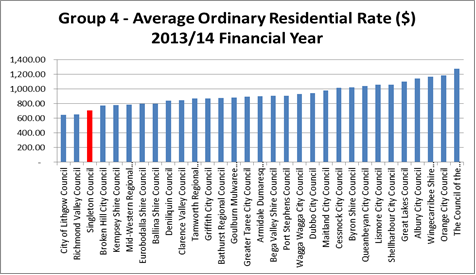 Group 4 - Average Ordinary Residential Rate ($)
2013/14 Financial Year
1,400.00
1,200.00
1,000.00
800.00
600.00
400.00
200.00
-
City of Lithgow Council
Richmond Valley Council
Singleton Council
Broken Hill City Council
Kempsey Shire Council
Mid-Western Regional…
Eurobodalla Shire Council
Ballina Shire Council
Deniliquin Council
Clarence Valley Council
Tamworth Regional…
Griffith City Council
Bathurst Regional Council
Goulburn Mulwaree…
Greater Taree City Council
Armidale Dumaresq…
Bega Valley Shire Council
Port Stephens Council
Wagga Wagga City Council
Dubbo City Council
Maitland City Council
Cessnock City Council
Byron Shire Council
Queanbeyan City Council
Lismore City Council
Shellharbour City Council
Great Lakes Council
Albury City Council
Wingecarribee Shire…
Orange City Council
The Council of the…